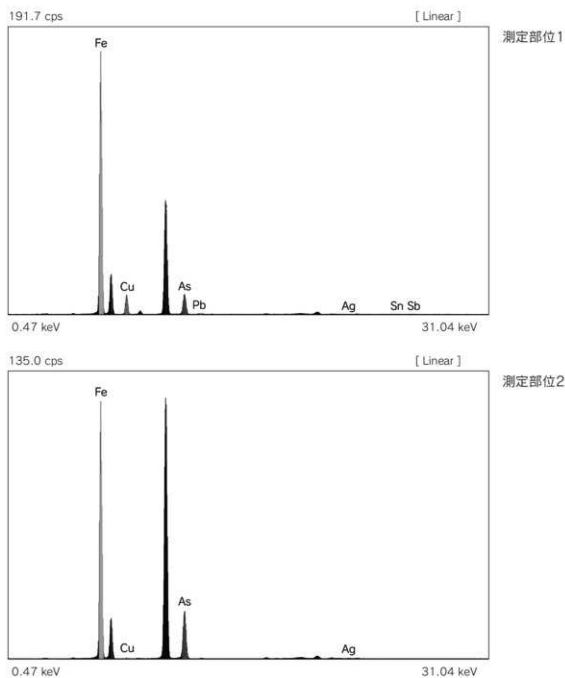 191.7 cps [ Linear ]
測定部位1
Fe
Cu As
Pb Ag Sn Sb
0.47 keV 31.04 keV
135.0 cps [ Linear ]
測定部位2
Fe
As
Cu Ag
0.47 keV 31.04 keV